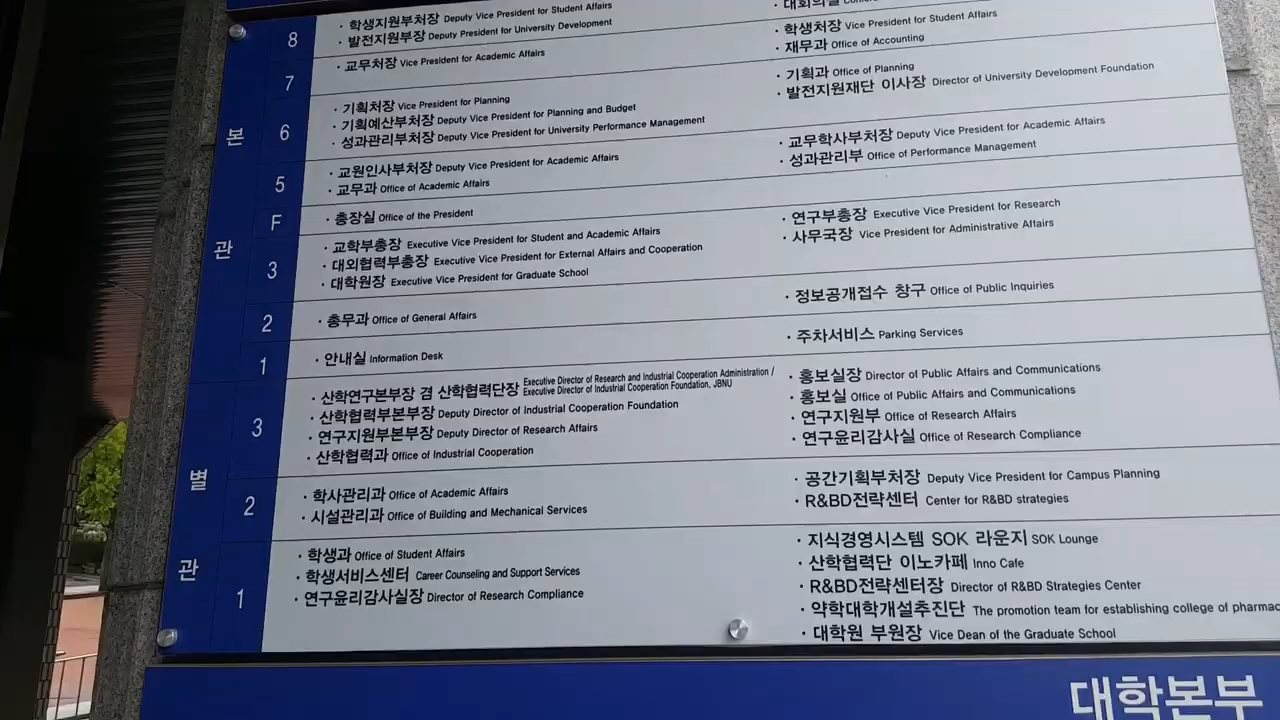 · 학생지원부처장 Deputy Vice President for Student Affairs
· 발전지원부장 Deputy President for University Development
· 대회의실
8
· 교무처장 Vice President for Academic Affairs
· 학생처장 Vice President for Student Affairs
· 재무과 Office of Accounting
7
· 기획처장 Vice President for Planning
· 기획예산부처장 Deputy Vice President for Planning and Budget
· 성과관리부처장 Deputy Vice President for University Performance Management
· 기획과 Office of Planning
· 발전지원재단 이사장 Director of University Development Foundation
6
· 교원인사부처장 Deputy Vice President for Academic Affairs
· 교무과 Office of Academic Affairs
· 교무학사부처장 Deputy Vice President for Academic Affairs
· 성과관리부 Office of Performance Management
5
· 총장실 Office of the President
F
· 교학부총장 Executive Vice President for Student and Academic Affairs
· 대외협력부총장 Executive Vice President for External Affairs and Cooperation
· 대학원장 Executive Vice President for Graduate School
· 연구부총장 Executive Vice President for Research
· 사무국장 Vice President for Administrative Affairs
3
· 총무과 Office of General Affairs
· 정보공개접수 창구 Office of Public Inquiries
2
· 안내실 Information Desk
· 주차서비스 Parking Services
1
본관
· 산학연구본부장 겸 산학협력단장 Executive Director of Research and Industrial Cooperation Administration /
Executive Director of Industrial Cooperation Foundation, JBNU
· 산학협력부본부장 Deputy Director of Industrial Cooperation Foundation
· 연구지원부본부장 Deputy Director of Research Affairs
· 산학협력과 Office of Industrial Cooperation
· 홍보실장 Director of Public Affairs and Communications
· 홍보실 Office of Public Affairs and Communications
· 연구지원부 Office of Research Affairs
· 연구윤리감사실 Office of Research Compliance
3
· 학사관리과 Office of Academic Affairs
· 시설관리과 Office of Building and Mechanical Services
· 공간기획부처장 Deputy Vice President for Campus Planning
· R&BD전략센터 Center for R&BD strategies
2
· 학생과 Office of Student Affairs
· 학생서비스센터 Career Counseling and Support Services
· 연구윤리감사실장 Director of Research Compliance
· 지식경영시스템 SOK 라운지 SOK Lounge
· 산학협력단 이노카페 Inno Cafe
· R&BD전략센터장 Director of R&BD Strategies Center
· 약학대학개설추진단 The promotion team for establishing college of pharmac
· 대학원 부원장 Vice Dean of the Graduate School
1
별관
대학본부